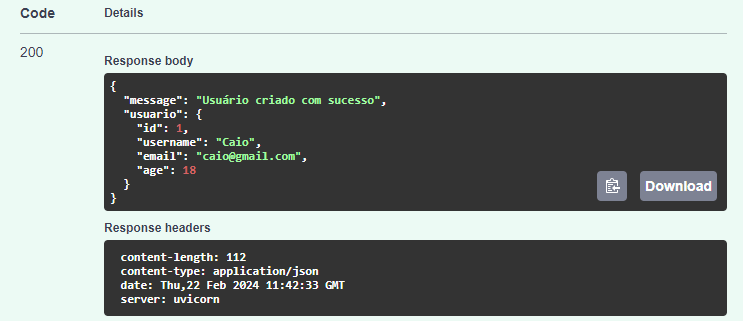 Code Details
200
Response body
{
"message": "Usuário criado com sucesso",
"usuario": {
"id": 1,
"username": "Caio",
"email": "caio@gmail.com",
"age": 18
}
}
Download
Response headers
content-length: 112
content-type: application/json
date: Thu,22 Feb 2024 11:42:33 GMT
server: uvicorn